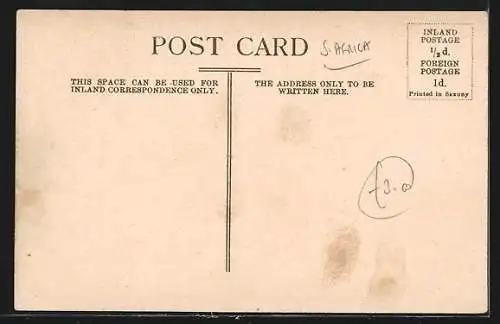 POST CARD
S. AFRICA
INLAND
POSTAGE
1/2 d.
FOREIGN
POSTAGE
1d.
Printed in Saxony
THIS SPACE CAN BE USED FOR
INLAND CORRESPONDENCE ONLY.
THE ADDRESS ONLY TO BE
WRITTEN HERE.